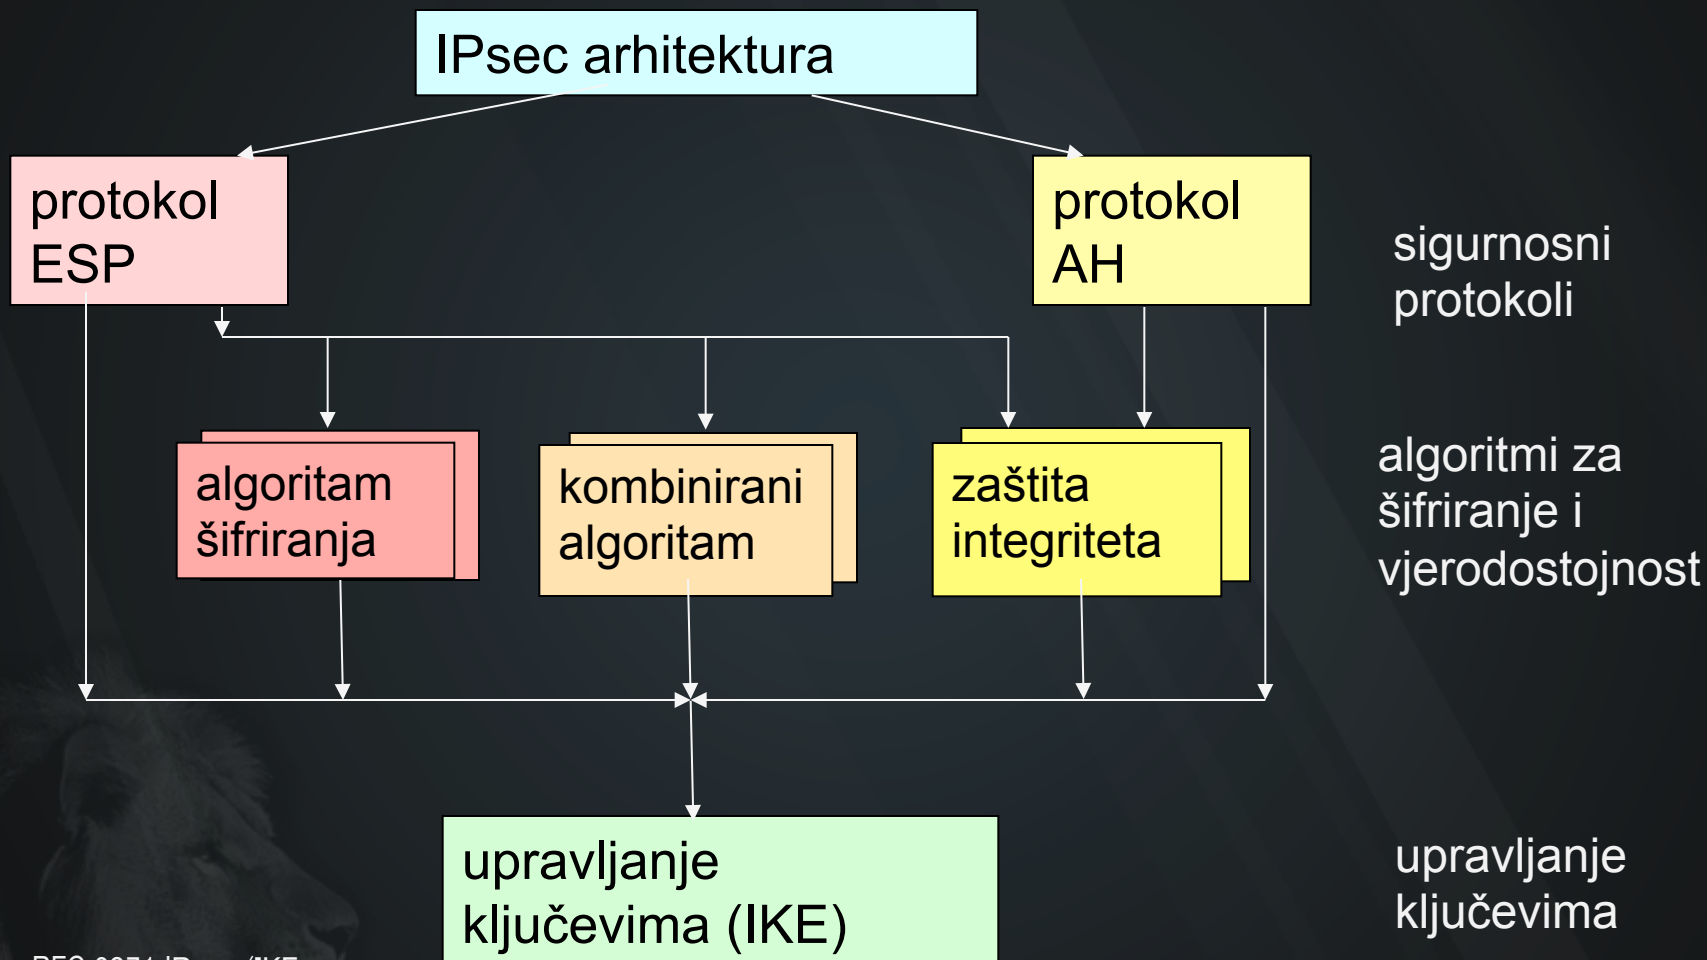 IPsec arhitektura
protokol
ESP
protokol
AH
sigurnosni
protokoli
algoritam
šifriranja
kombinirani
algoritam
zaštita
integriteta
algoritmi za
šifriranje i
vjerodostojnost
upravljanje
ključevima (IKE)
upravljanje
ključevima